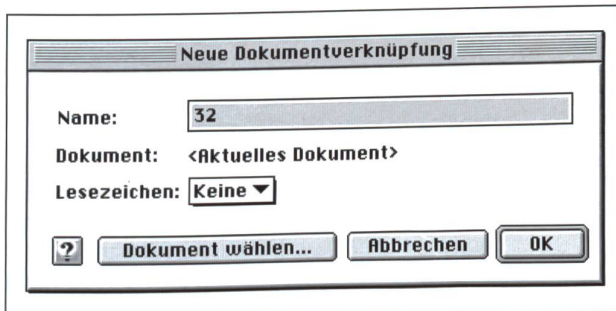 Neue Dokumentverknüpfung
Name: 32
Dokument: <Aktuelles Dokument>
Lesezeichen: Keine
? Dokument wählen... Abbrechen OK